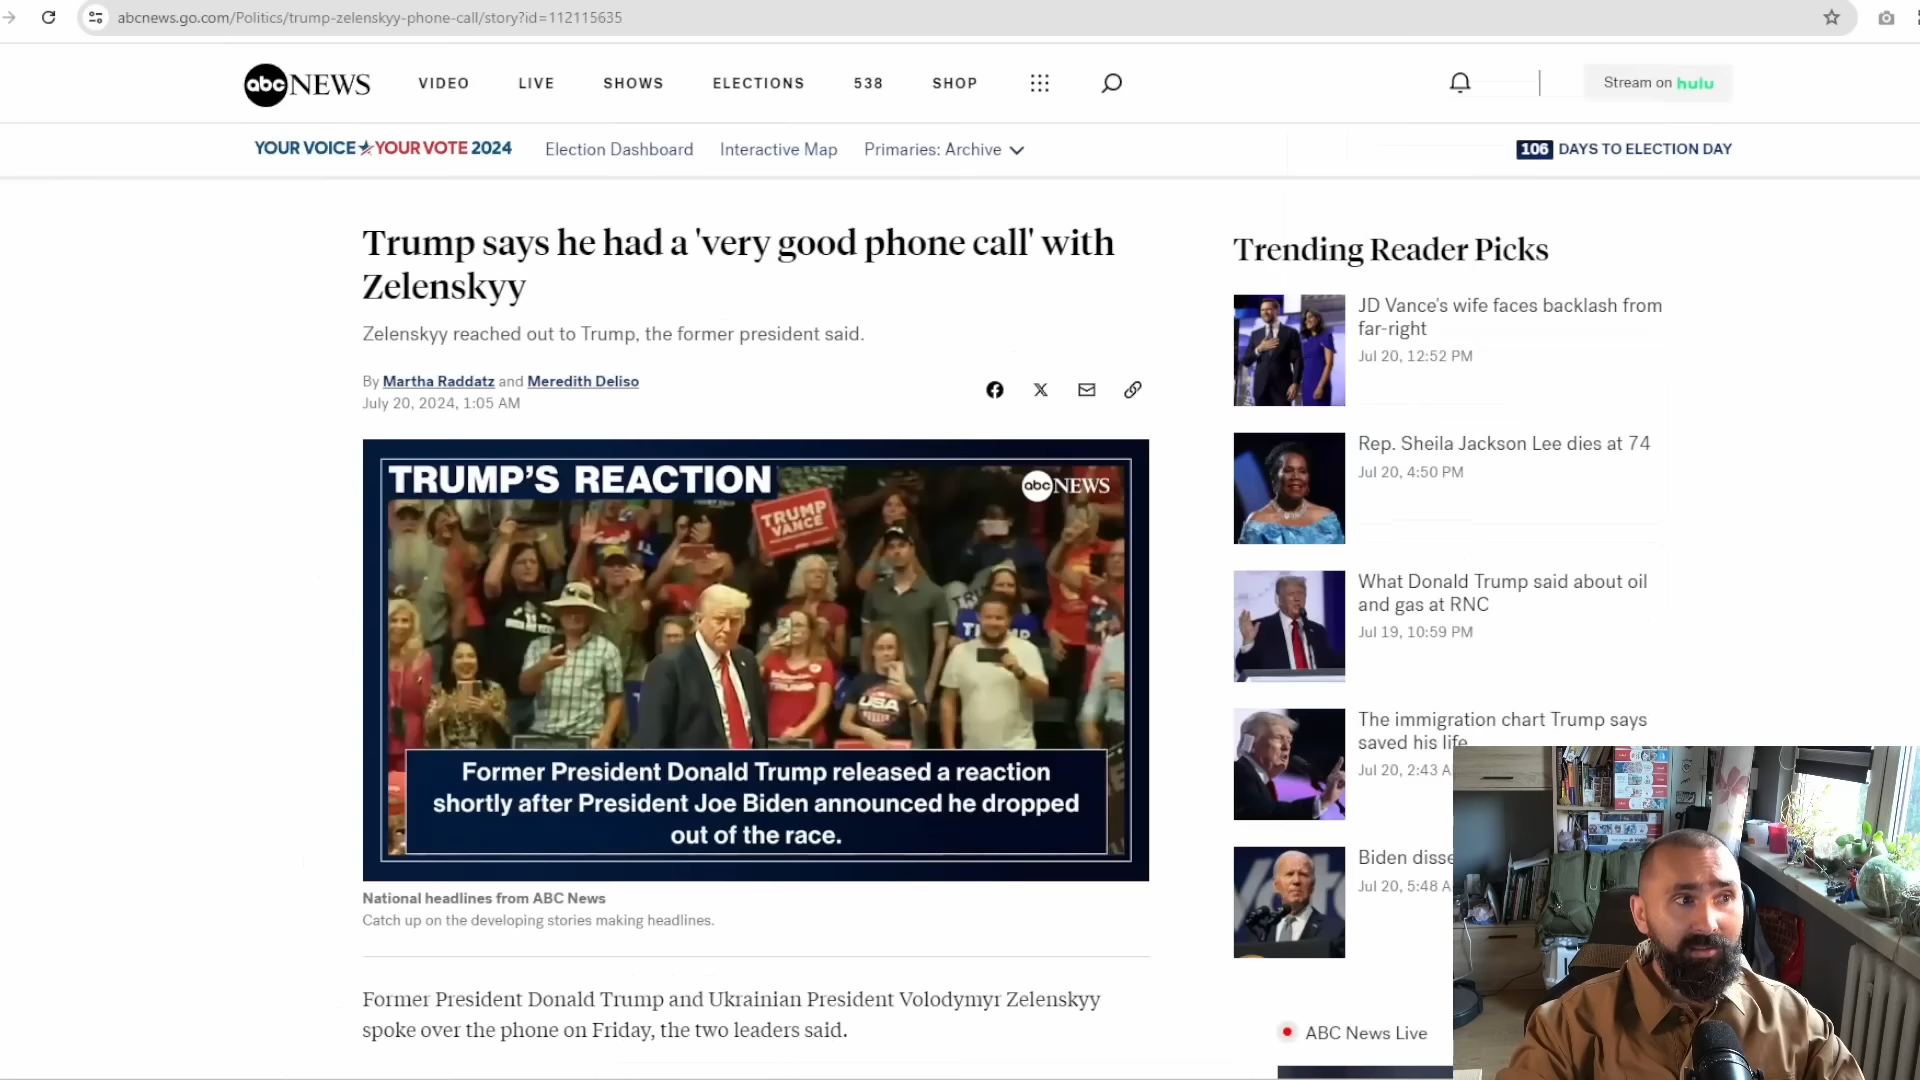 abcnews.go.com/Politics/trump-zelenskyy-phone-call/story?id=112115635
abc NEWS
VIDEO
LIVE
SHOWS
ELECTIONS
538
SHOP
Stream on hulu
YOUR VOICE YOUR VOTE 2024
Election Dashboard
Interactive Map
Primaries: Archive
106 DAYS TO ELECTION DAY
Trump says he had a 'very good phone call' with
Zelenskyy
Zelenskyy reached out to Trump, the former president said.
By Martha Raddatz and Meredith Deliso
July 20, 2024, 1:05 AM
TRUMP'S REACTION
abc NEWS
TRUMP
VANCE
USA
Former President Donald Trump released a reaction
shortly after President Joe Biden announced he dropped
out of the race.
National headlines from ABC News
Catch up on the developing stories making headlines.
Former President Donald Trump and Ukrainian President Volodymyr Zelenskyy
spoke over the phone on Friday, the two leaders said.
Trending Reader Picks
JD Vance's wife faces backlash from
far-right
Jul 20, 12:52 PM
Rep. Sheila Jackson Lee dies at 74
Jul 20, 4:50 PM
What Donald Trump said about oil
and gas at RNC
Jul 19, 10:59 PM
The immigration chart Trump says
saved his life
Jul 20, 2:43 A
Biden disse
Jul 20, 5:48 A
ABC News Live